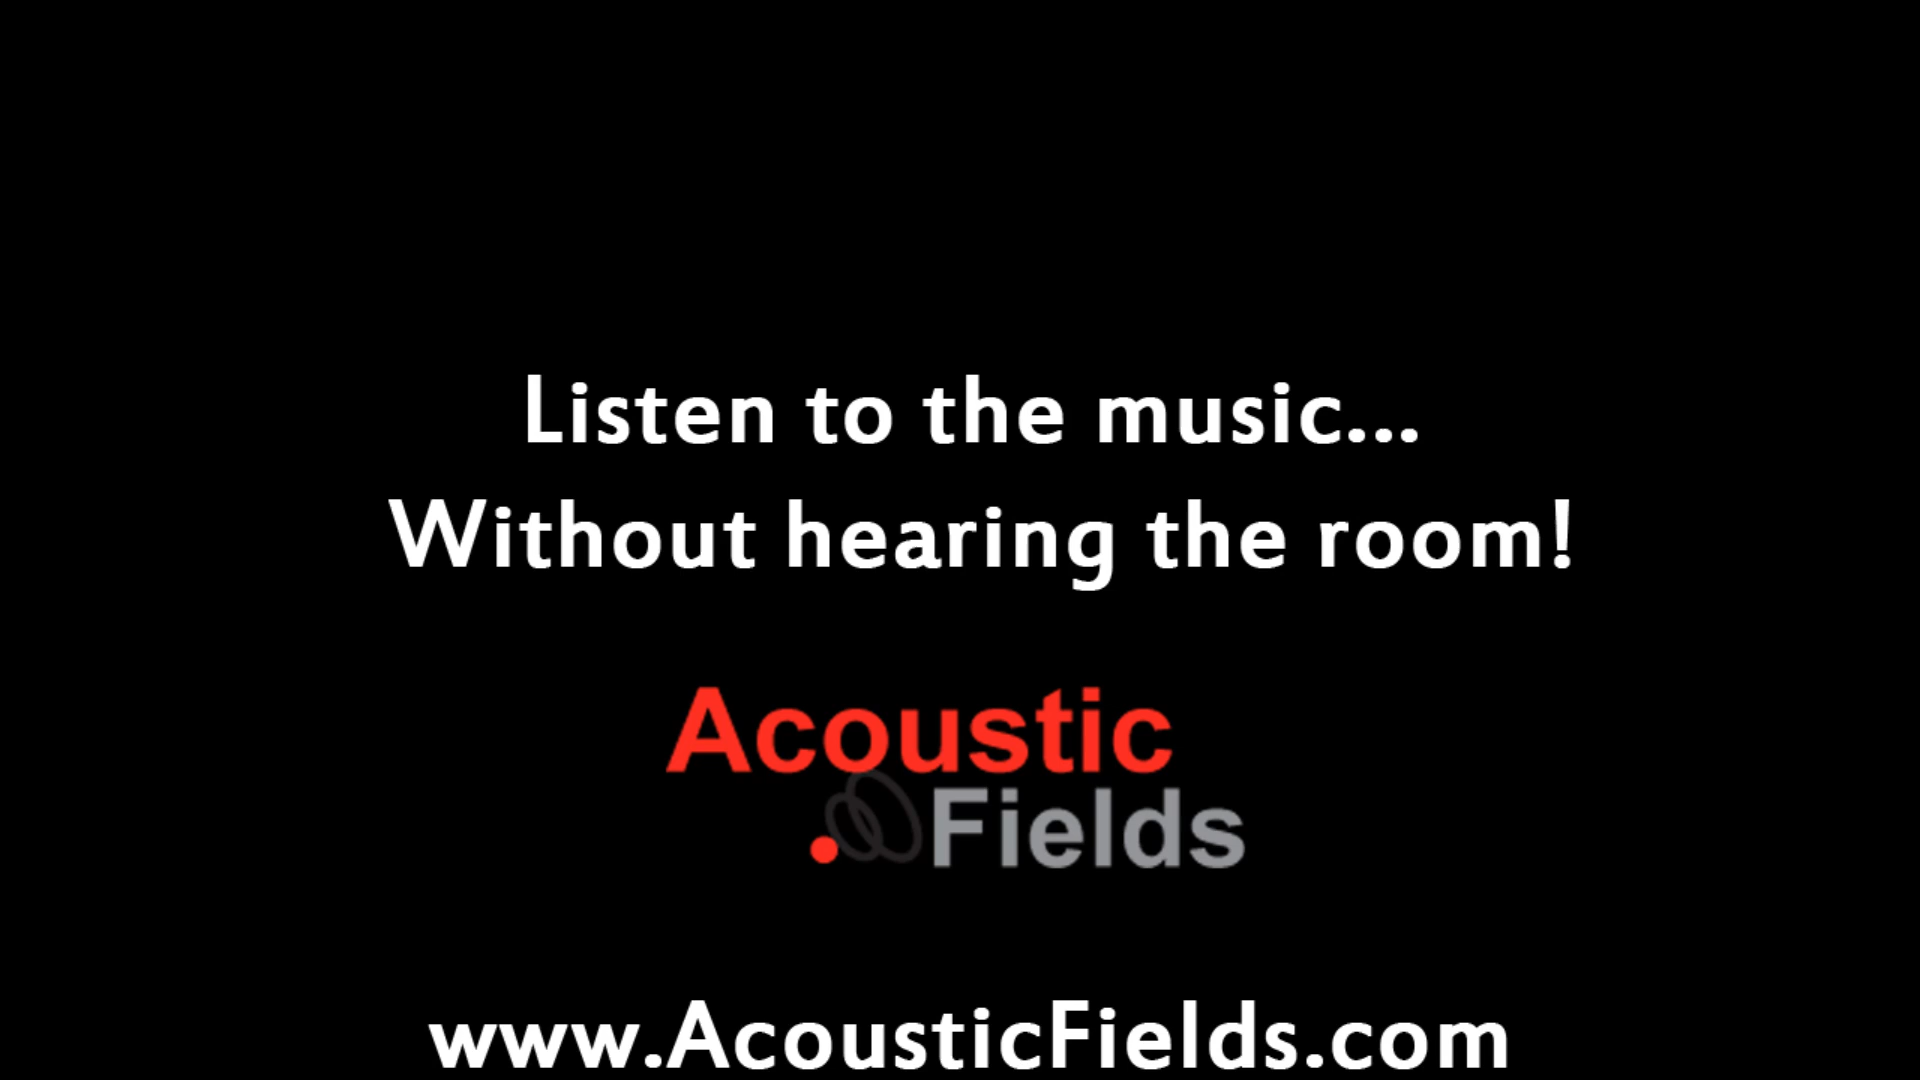 Listen to the music...
Without hearing the room!
Acoustic
Fields
www.AcousticFields.com